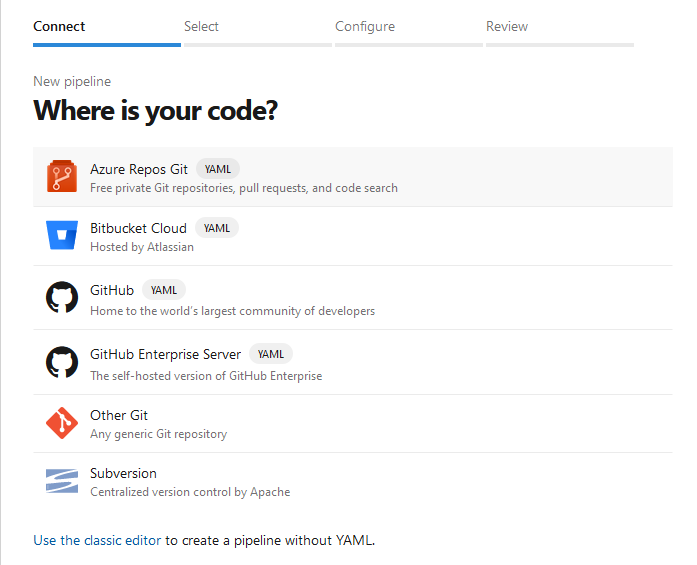 Connect
Select
Configure
Review
New pipeline
Where is your code?
Azure Repos Git YAML
Free private Git repositories, pull requests, and code search
Bitbucket Cloud YAML
Hosted by Atlassian
GitHub YAML
Home to the world's largest community of developers
GitHub Enterprise Server YAML
The self-hosted version of GitHub Enterprise
Other Git
Any generic Git repository
Subversion
Centralized version control by Apache
Use the classic editor to create a pipeline without YAML.